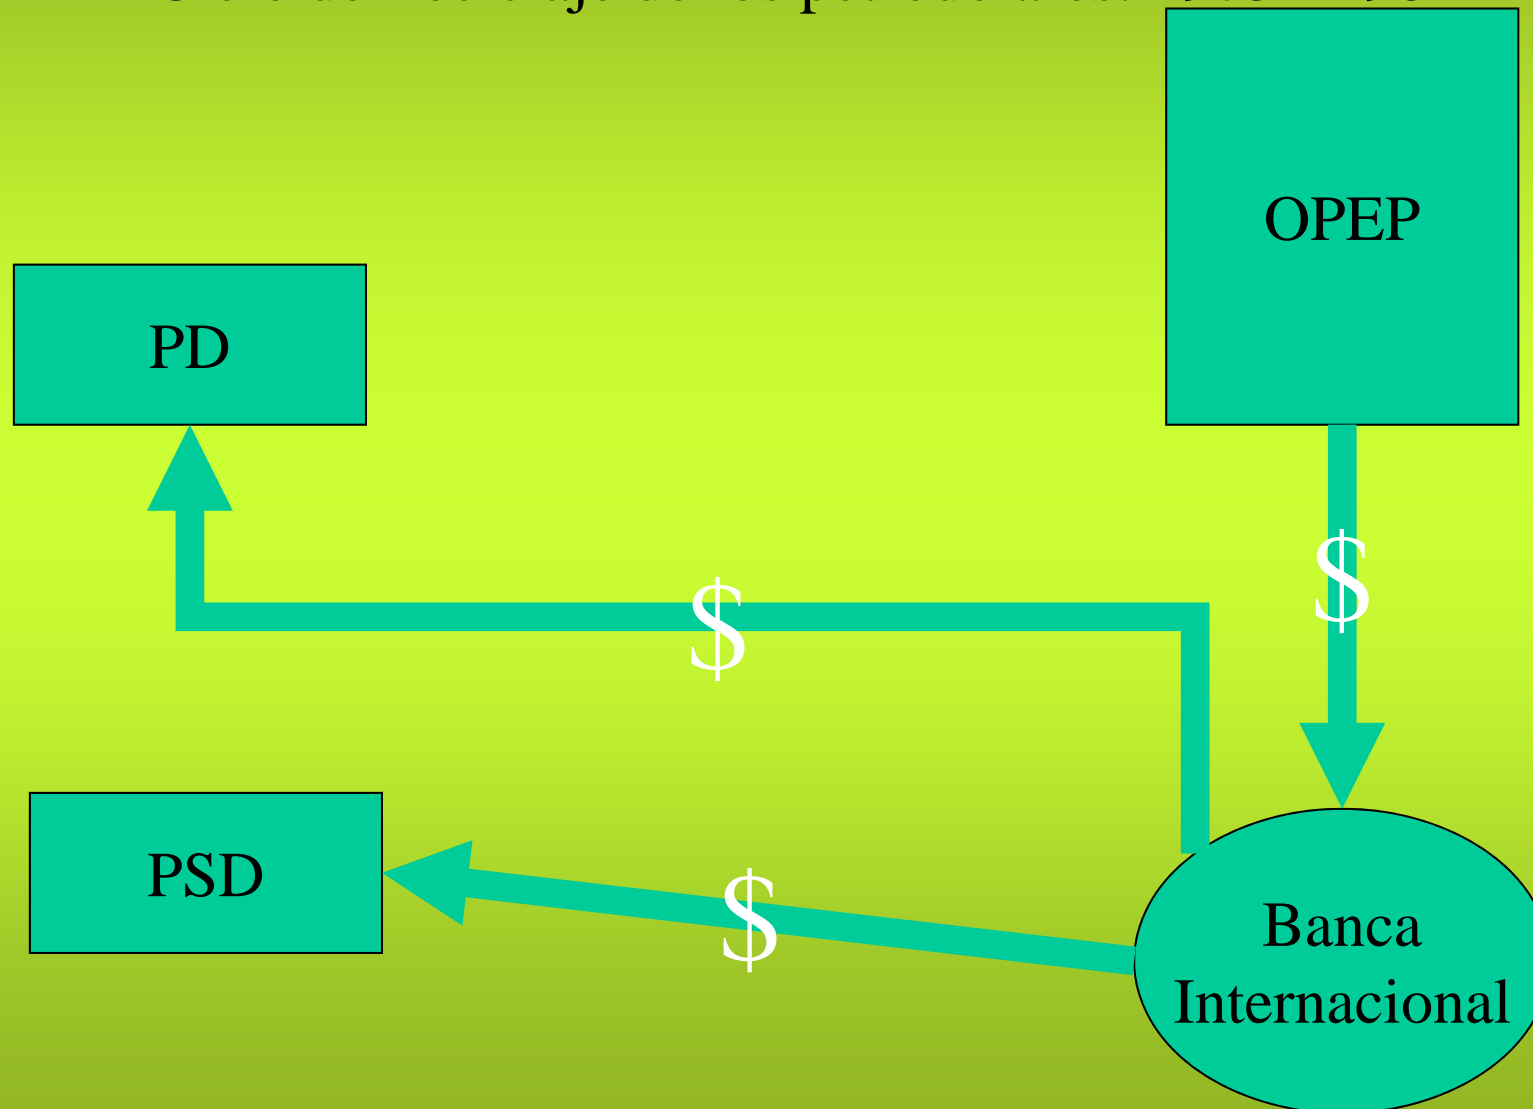 OPEP
PD
$
$
PSD
$
Banca
Internacional